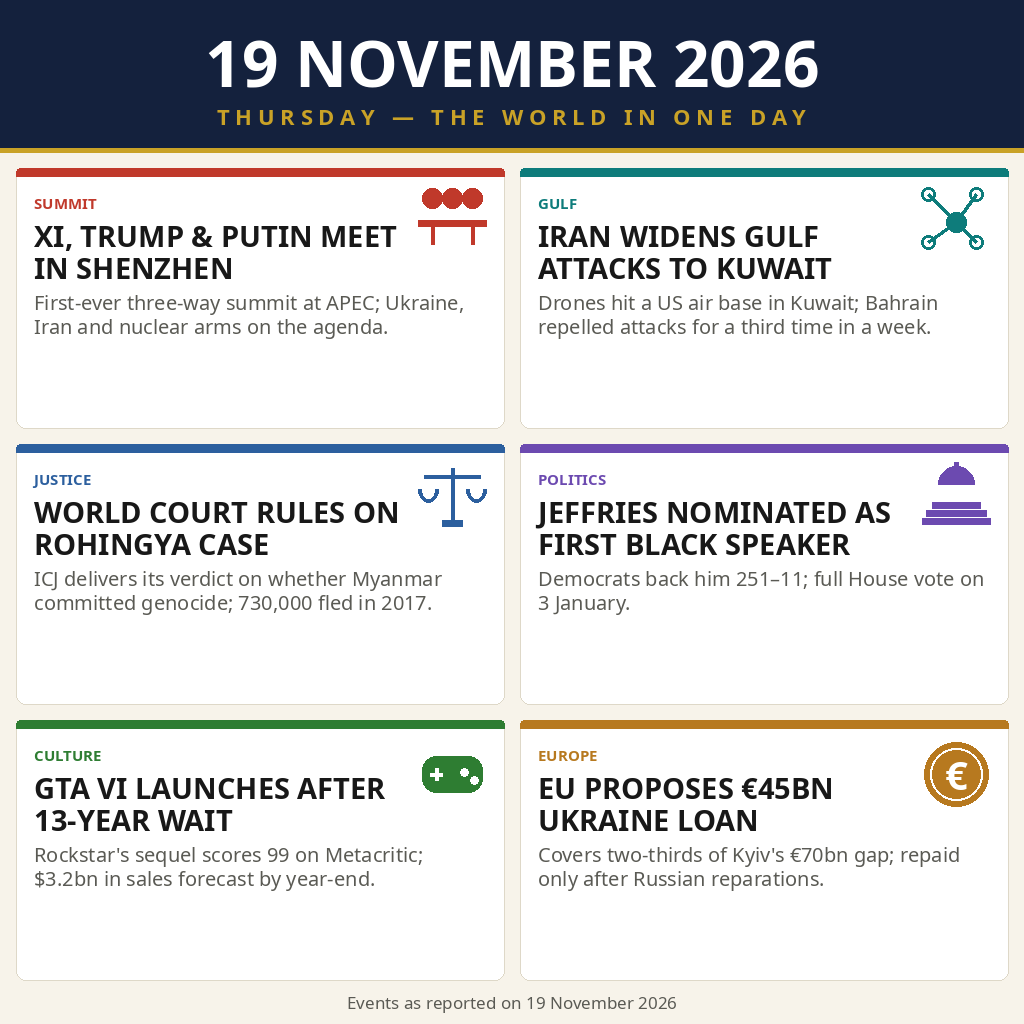 19 NOVEMBER 2026
THURSDAY — THE WORLD IN ONE DAY
SUMMIT
XI, TRUMP & PUTIN MEET
IN SHENZHEN
First-ever three-way summit at APEC; Ukraine,
Iran and nuclear arms on the agenda.
GULF
IRAN WIDENS GULF
ATTACKS TO KUWAIT
Drones hit a US air base in Kuwait; Bahrain
repelled attacks for a third time in a week.
JUSTICE
WORLD COURT RULES ON
ROHINGYA CASE
ICJ delivers its verdict on whether Myanmar
committed genocide; 730,000 fled in 2017.
POLITICS
JEFFRIES NOMINATED AS
FIRST BLACK SPEAKER
Democrats back him 251–11; full House vote on
3 January.
CULTURE
GTA VI LAUNCHES AFTER
13-YEAR WAIT
Rockstar's sequel scores 99 on Metacritic;
$3.2bn in sales forecast by year-end.
EUROPE
EU PROPOSES €45BN
UKRAINE LOAN
€
Covers two-thirds of Kyiv's €70bn gap; repaid
only after Russian reparations.
Events as reported on 19 November 2026